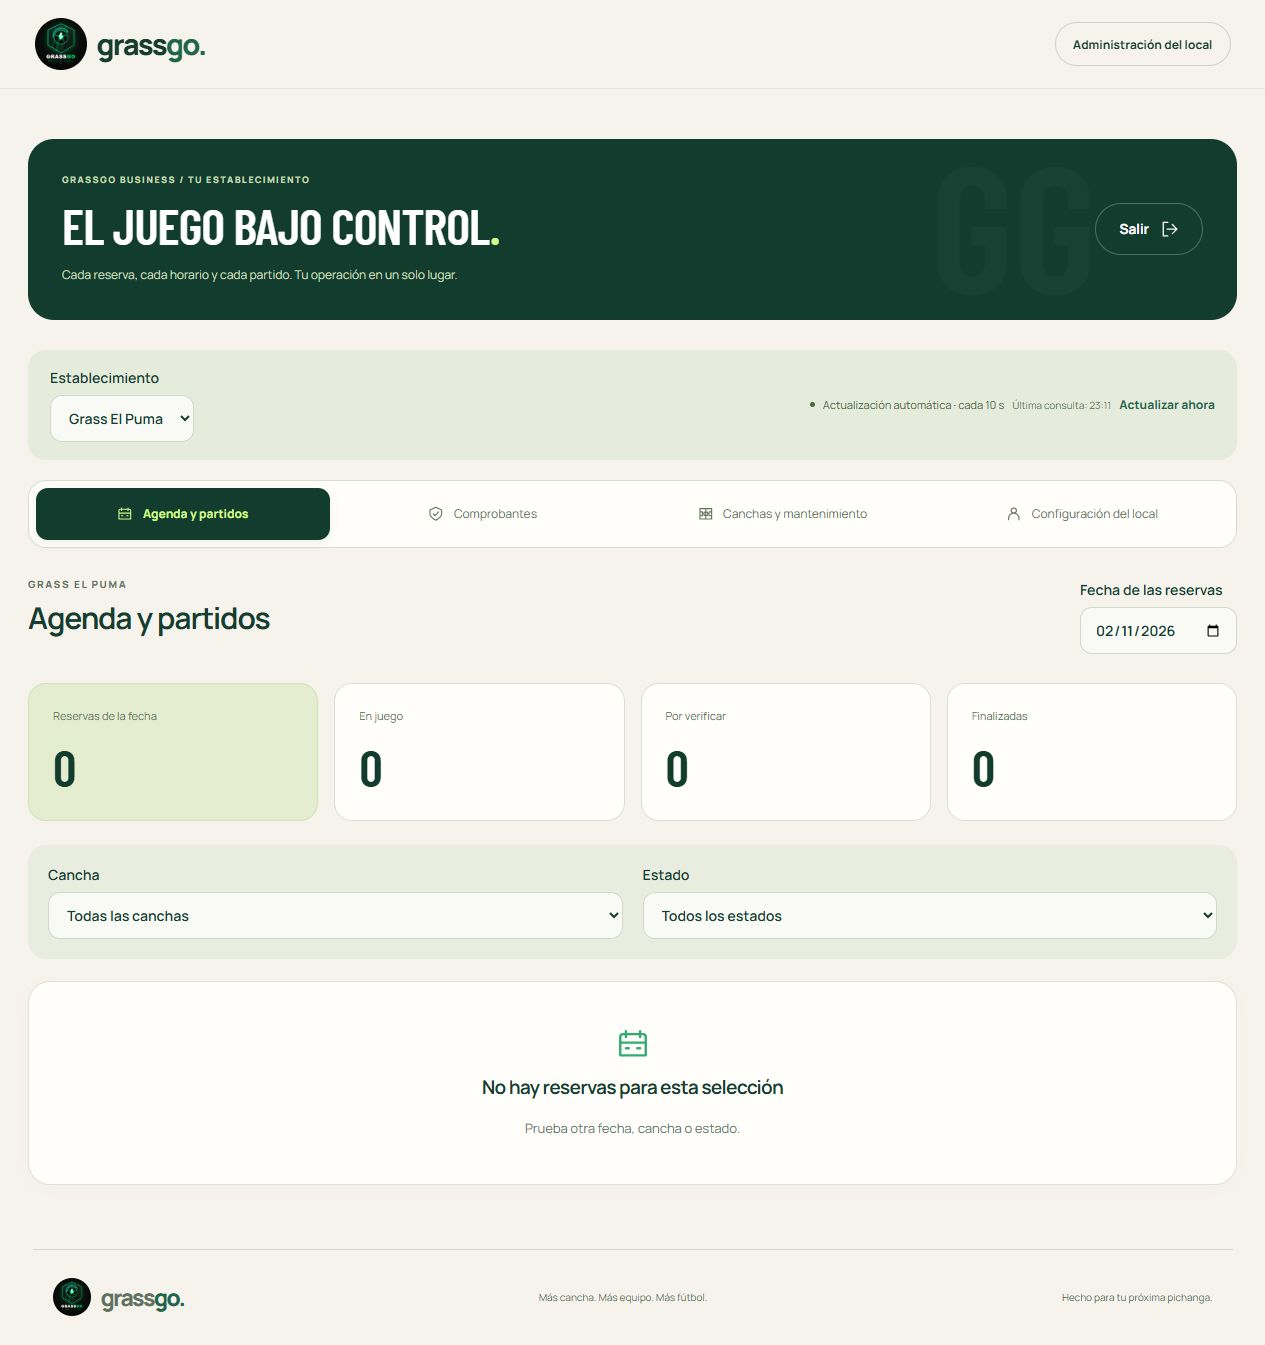 GRASSGO
grassgo.
Administración del local
GRASSGO BUSINESS / TU ESTABLECIMIENTO
EL JUEGO BAJO CONTROL.
Cada reserva, cada horario y cada partido. Tu operación en un solo lugar.
GG
Salir
Establecimiento
Grass El Puma
Actualización automática · cada 10 s
Última consulta: 23:11
Actualizar ahora
Agenda y partidos
Comprobantes
Canchas y mantenimiento
Configuración del local
GRASS EL PUMA
Agenda y partidos
Fecha de las reservas
02/11/2026
Reservas de la fecha
0
En juego
0
Por verificar
0
Finalizadas
0
Cancha
Todas las canchas
Estado
Todos los estados
No hay reservas para esta selección
Prueba otra fecha, cancha o estado.
GRASSGO
grassgo.
Más cancha. Más equipo. Más fútbol.
Hecho para tu próxima pichanga.